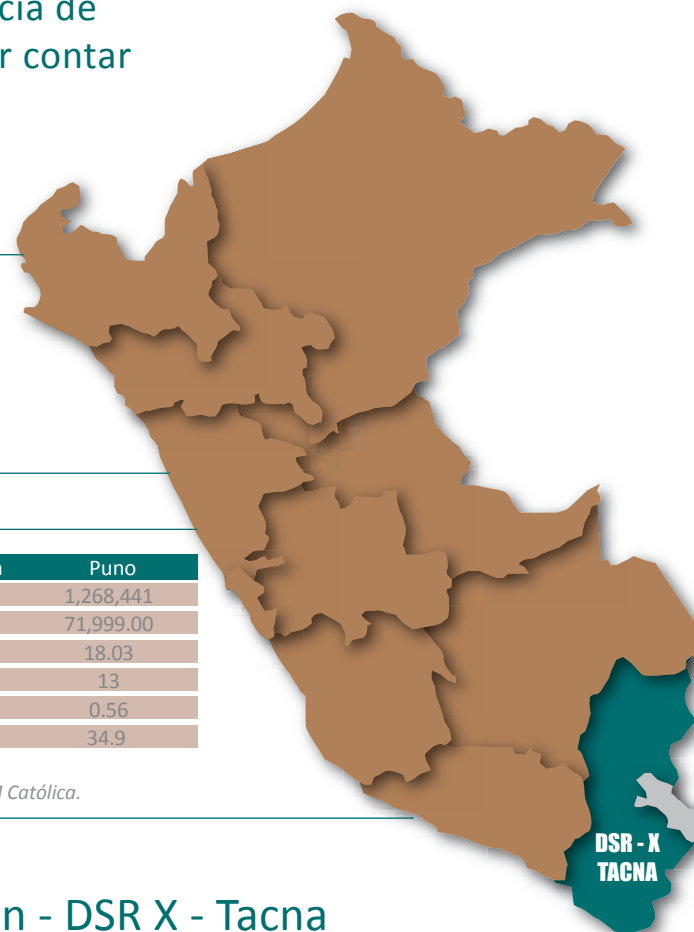 cia de
r contar
Puno
1,268,441
71,999.00
18.03
13
0.56
34.9
Católica.
DSR - X
TACNA
n - DSR X - Tacna